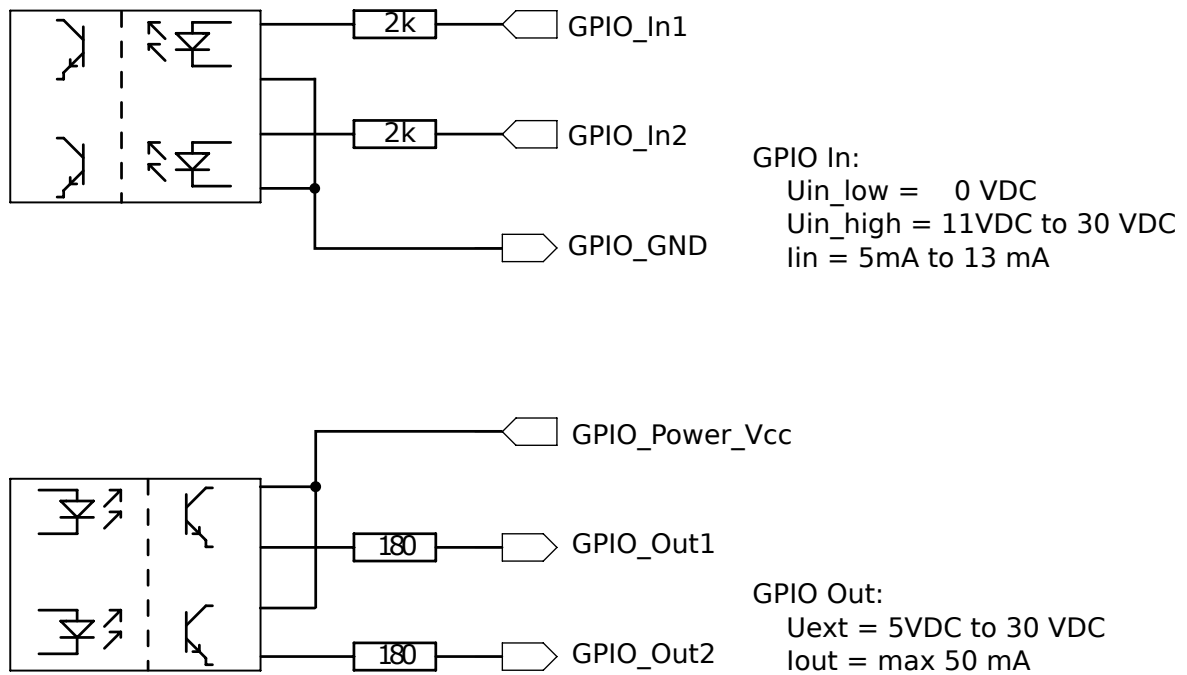 2k
GPIO_In1
2k
GPIO_In2
GPIO In:
Uin_low = 0 VDC
Uin_high = 11VDC to 30 VDC
Iin = 5mA to 13 mA
GPIO_GND
GPIO_Power_Vcc
180
GPIO_Out1
GPIO Out:
Uext = 5VDC to 30 VDC
Iout = max 50 mA
180
GPIO_Out2